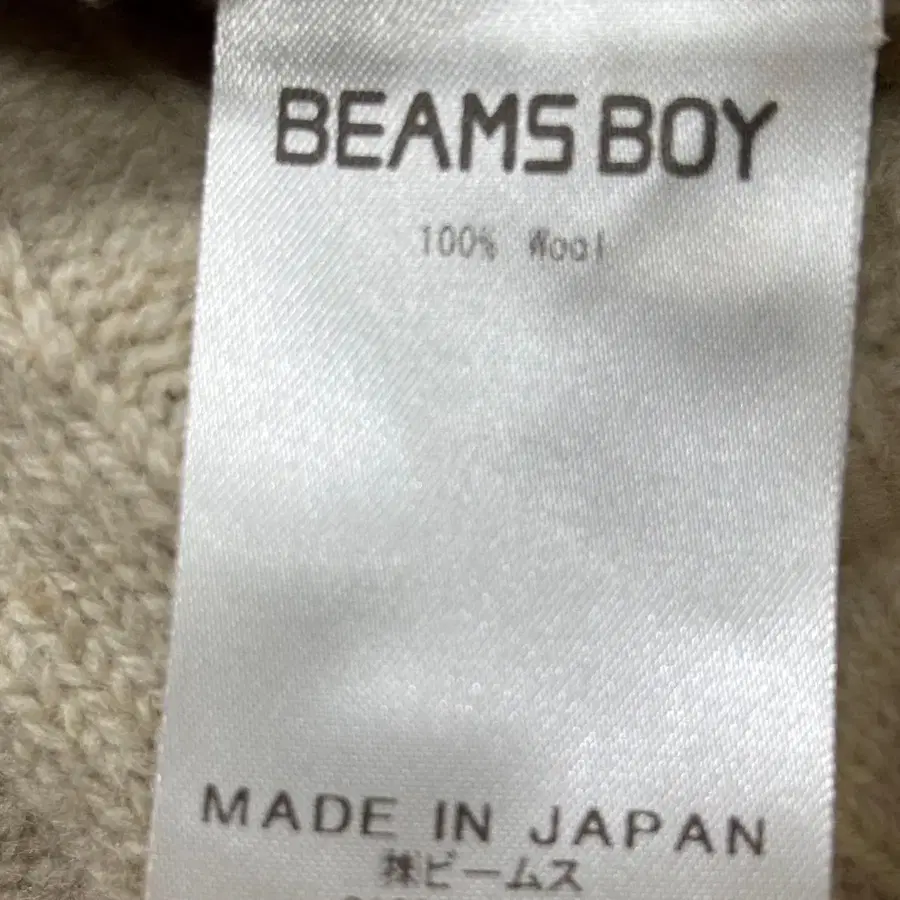 BEAMS BOY
100% Wool
MADE IN JAPAN
㈱ビームス